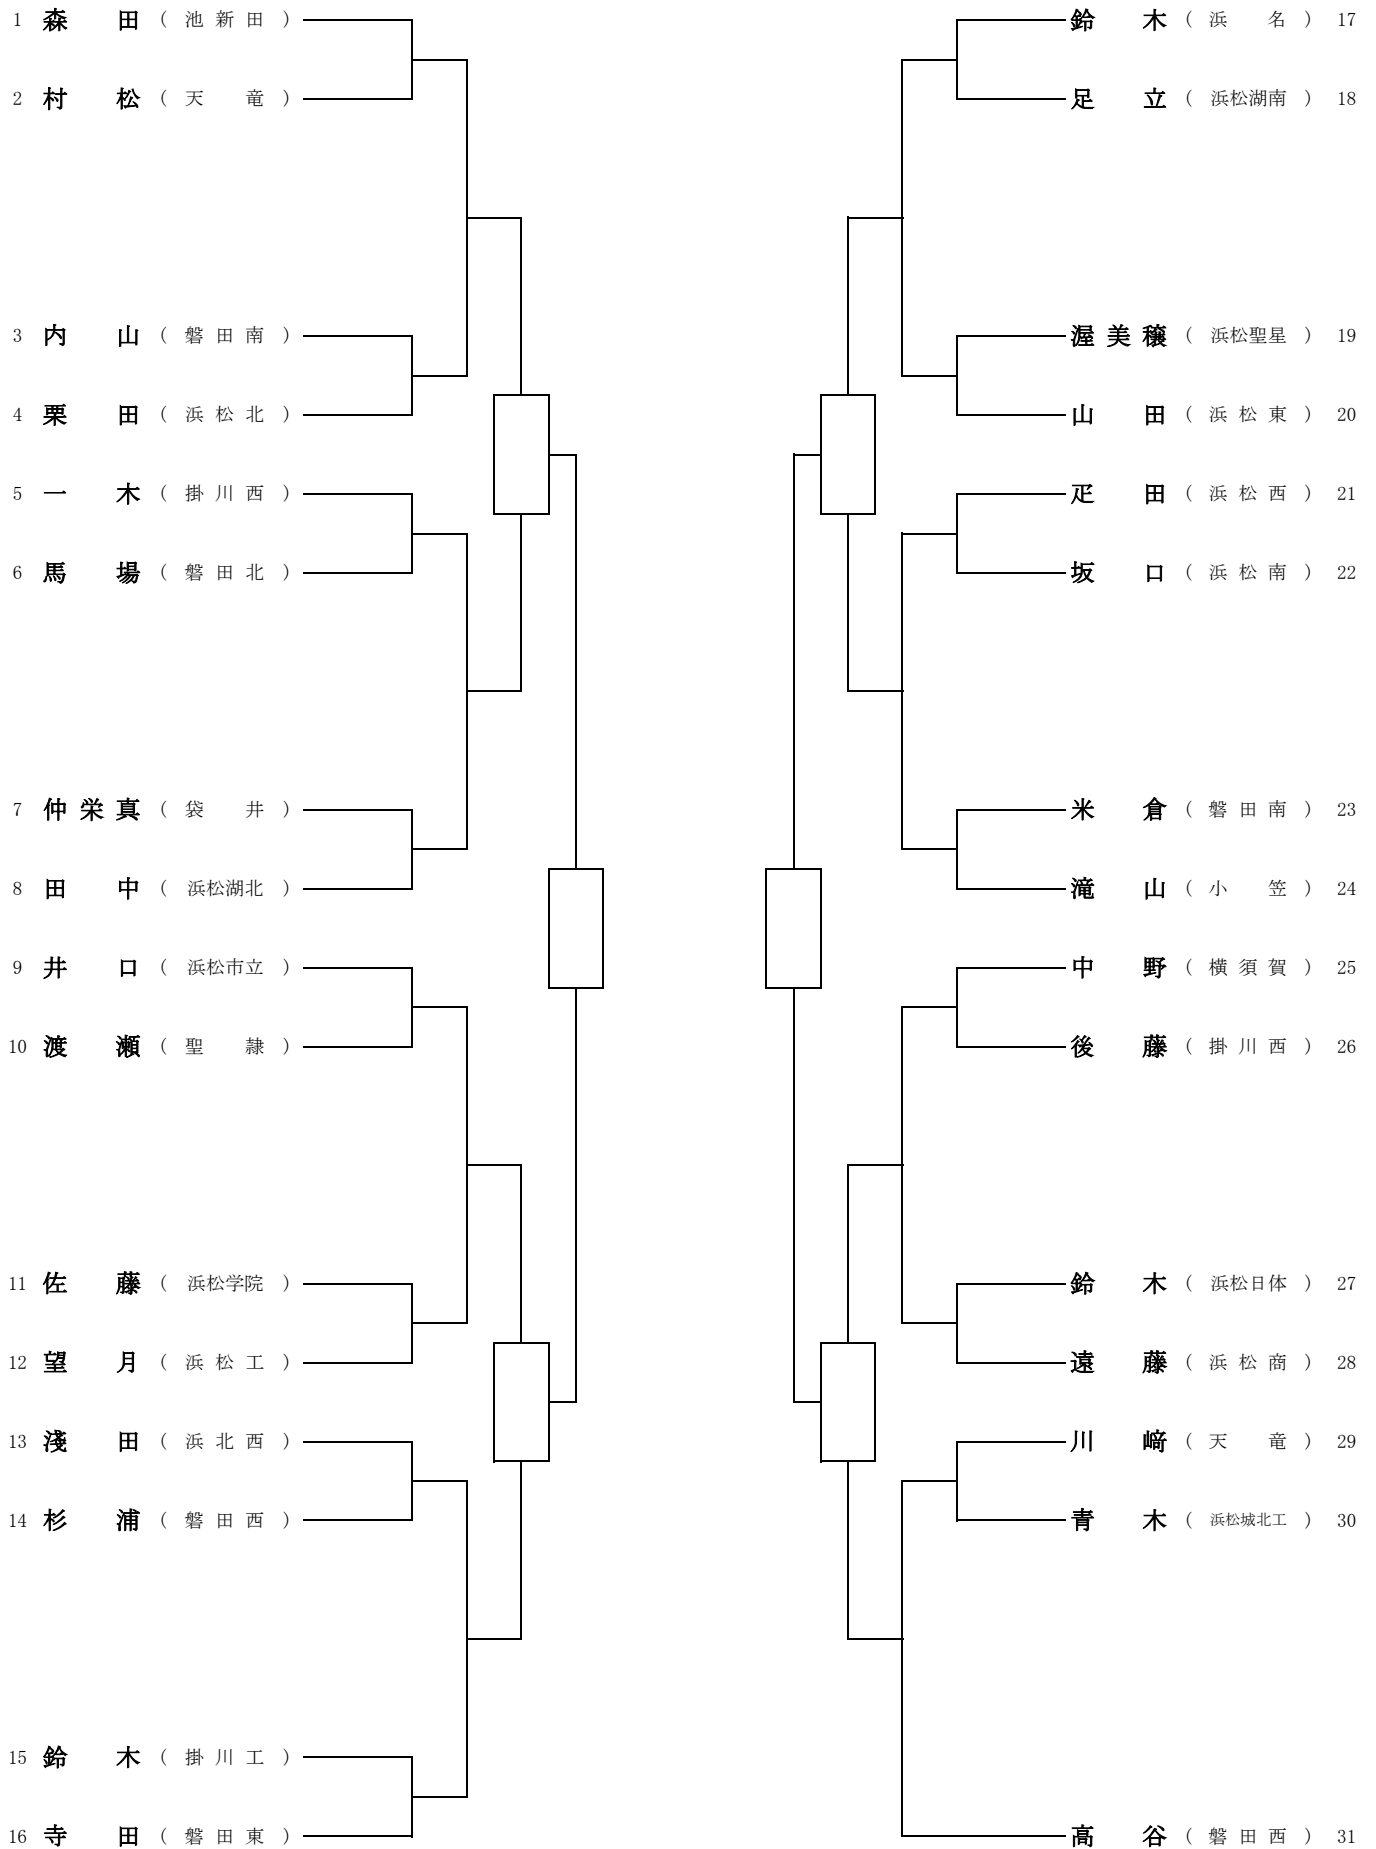 1 森田 （ 池新田 ）
2 村松 （ 天竜 ）
3 内山 （ 磐田南 ）
4 栗田 （ 浜松北 ）
5 一木 （ 掛川西 ）
6 馬場 （ 磐田北 ）
7 仲栄真 （ 袋井 ）
8 田中 （ 浜松湖北 ）
9 井口 （ 浜松市立 ）
10 渡瀬 （ 聖隷 ）
11 佐藤 （ 浜松学院 ）
12 望月 （ 浜松工 ）
13 淺田 （ 浜北西 ）
14 杉浦 （ 磐田西 ）
15 鈴木 （ 掛川工 ）
16 寺田 （ 磐田東 ）
鈴木 （ 浜名 ） 17
足立 （ 浜松湖南 ） 18
渥美穣 （ 浜松聖星 ） 19
山田 （ 浜松東 ） 20
疋田 （ 浜松西 ） 21
坂口 （ 浜松南 ） 22
米倉 （ 磐田南 ） 23
滝山 （ 小笠 ） 24
中野 （ 横須賀 ） 25
後藤 （ 掛川西 ） 26
鈴木 （ 浜松日体 ） 27
遠藤 （ 浜松商 ） 28
川﨑 （ 天竜 ） 29
青木 （ 浜松城北工 ） 30
高谷 （ 磐田西 ） 31